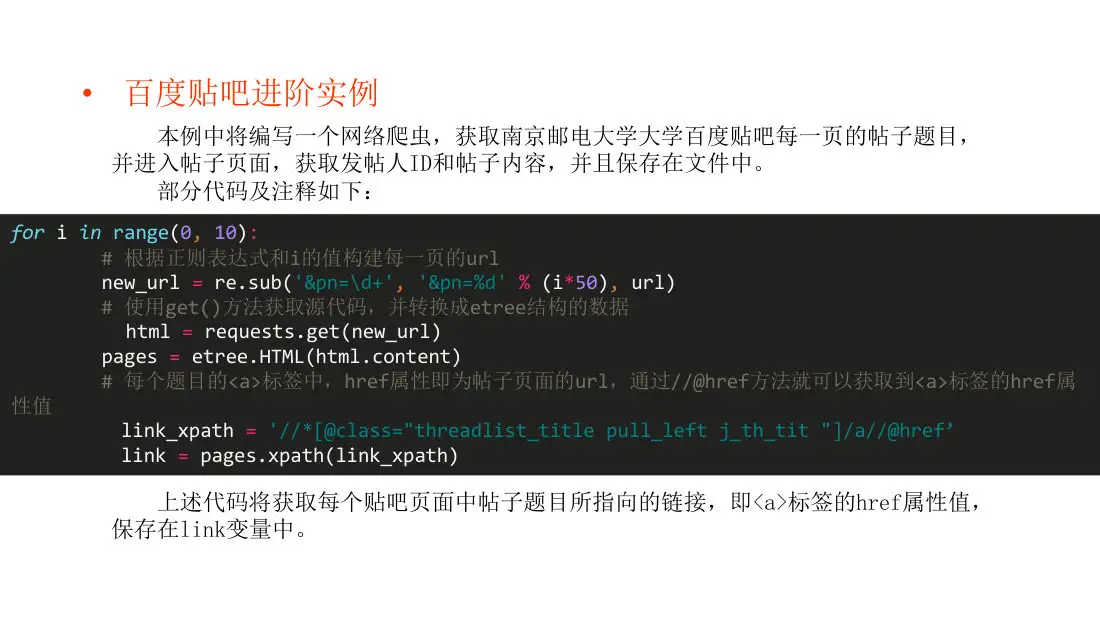 • 百度贴吧进阶实例
本例中将编写一个网络爬虫，获取南京邮电大学大学百度贴吧每一页的帖子题目，
并进入帖子页面，获取发帖人ID和帖子内容，并且保存在文件中。
部分代码及注释如下：
for i in range(0, 10):
# 根据正则表达式和i的值构建每一页的url
new_url = re.sub('&pn=\d+', '&pn=%d' % (i*50), url)
# 使用get()方法获取源代码，并转换成etree结构的数据
html = requests.get(new_url)
pages = etree.HTML(html.content)
# 每个题目的<a>标签中，href属性即为帖子页面的url，通过//@href方法就可以获取到<a>标签的href属
性值
link_xpath = '//*[@class="threadlist_title pull_left j_th_tit "]/a//@href’
link = pages.xpath(link_xpath)
上述代码将获取每个贴吧页面中帖子题目所指向的链接，即<a>标签的href属性值，
保存在link变量中。